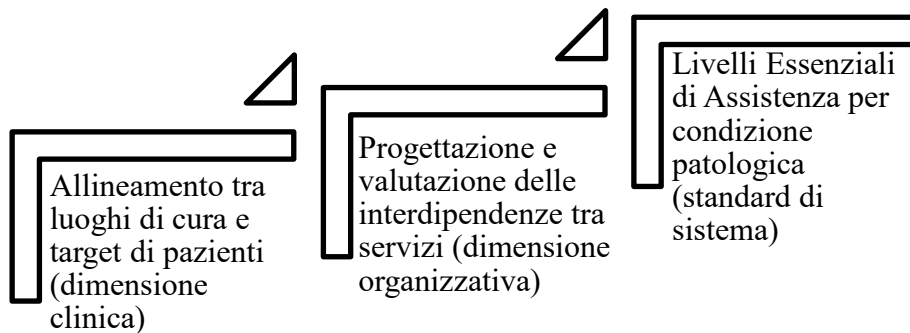 Allineamento tra
luoghi di cura e
target di pazienti
(dimensione
clinica)
Progettazione e
valutazione delle
interdipendenze tra
servizi (dimensione
organizzativa)
Livelli Essenziali
di Assistenza per
condizione
patologica
(standard di
sistema)